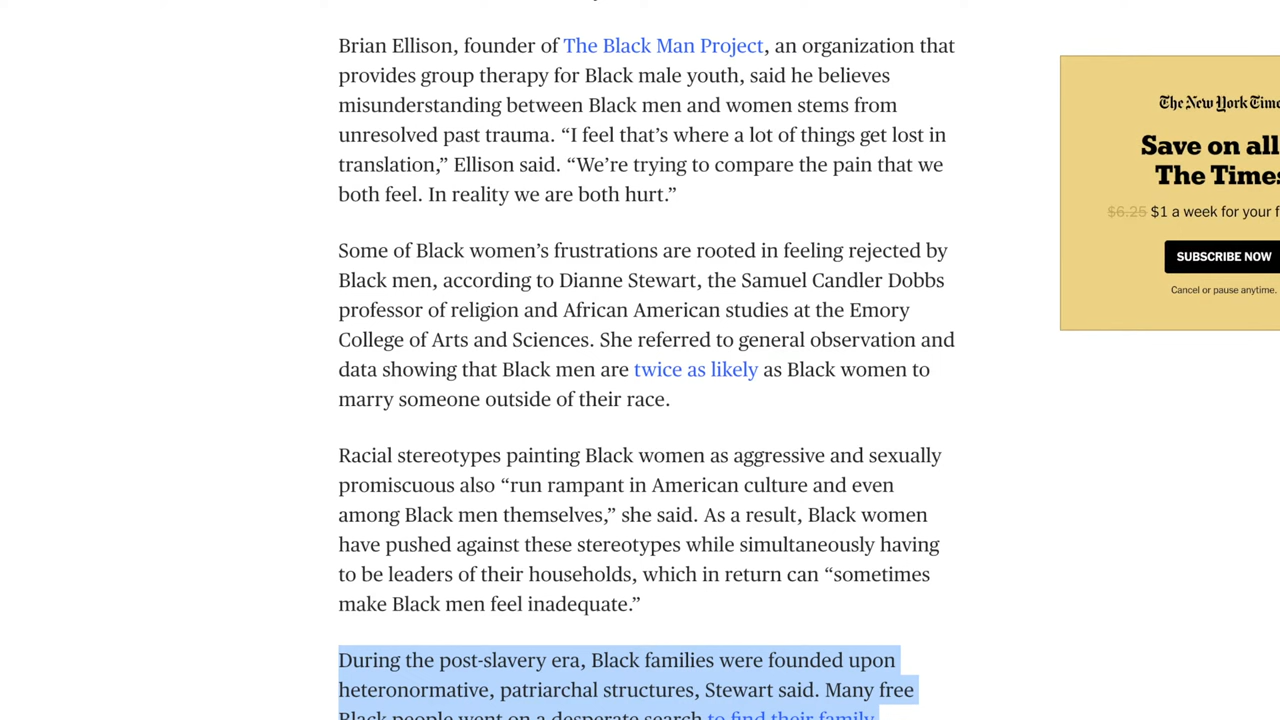 Brian Ellison, founder of The Black Man Project, an organization that
provides group therapy for Black male youth, said he believes
misunderstanding between Black men and women stems from
unresolved past trauma. “I feel that’s where a lot of things get lost in
translation,” Ellison said. “We’re trying to compare the pain that we
both feel. In reality we are both hurt.”
Some of Black women’s frustrations are rooted in feeling rejected by
Black men, according to Dianne Stewart, the Samuel Candler Dobbs
professor of religion and African American studies at the Emory
College of Arts and Sciences. She referred to general observation and
data showing that Black men are twice as likely as Black women to
marry someone outside of their race.
Racial stereotypes painting Black women as aggressive and sexually
promiscuous also “run rampant in American culture and even
among Black men themselves,” she said. As a result, Black women
have pushed against these stereotypes while simultaneously having
to be leaders of their households, which in return can “sometimes
make Black men feel inadequate.”
During the post-slavery era, Black families were founded upon
heteronormative, patriarchal structures, Stewart said. Many free
Black people went on a desperate search to find their family
The New York Time
Save on all
The Times
$6.25 $1 a week for your f
SUBSCRIBE NOW
Cancel or pause anytime.